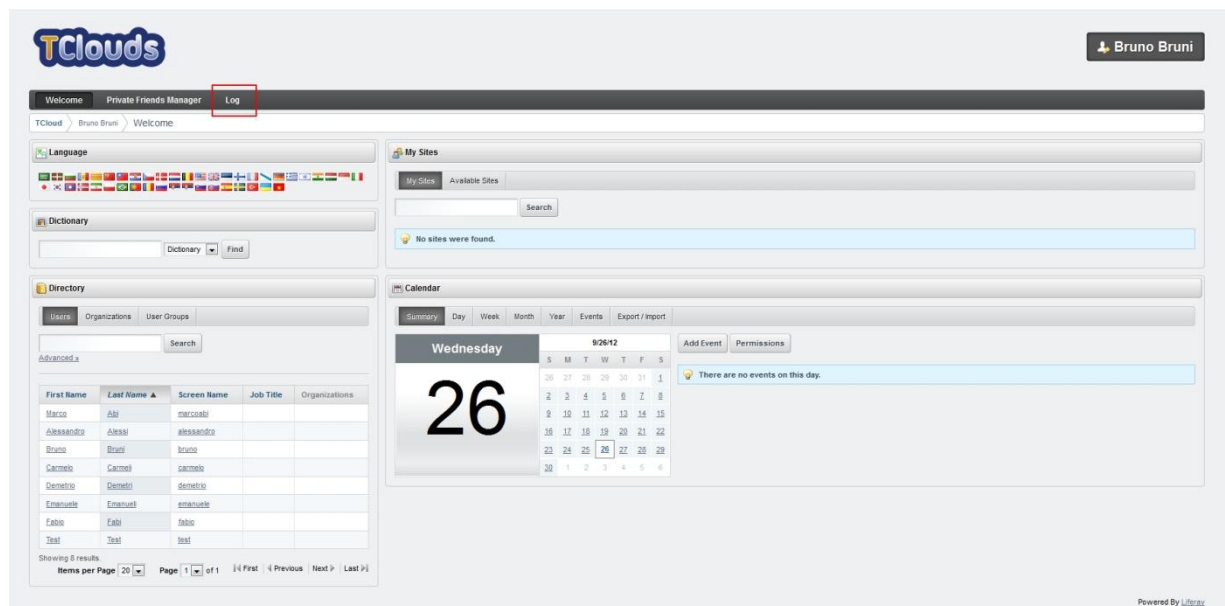 TClouds
Bruno Bruni
Welcome Private Friends Manager Log
TCloud Bruno Bruni Welcome
Language
Dictionary
Dictionary Find
Directory
Users Organizations User Groups
Search
Advanced »
First Name Last Name ▲ Screen Name Job Title Organizations
Marco Abi marcoabi
Alessandro Alessi alessandro
Bruno Bruni bruno
Carmelo Carmeli carmelo
Demetrio Demetri demetrio
Emanuele Emanueli emanuele
Fabio Fabi fabio
Test Test test
Showing 8 results.
Items per Page 20 Page 1 of 1 First Previous Next Last
My Sites
My Sites Available Sites
Search
No sites were found.
Calendar
Summary Day Week Month Year Events Export / Import
Wednesday
26
9/26/12
S M T W T F S
26 27 28 29 30 31 1
2 3 4 5 6 7 8
9 10 11 12 13 14 15
16 17 18 19 20 21 22
23 24 25 26 27 28 29
30 1 2 3 4 5 6
Add Event Permissions
There are no events on this day.
Powered By Liferay